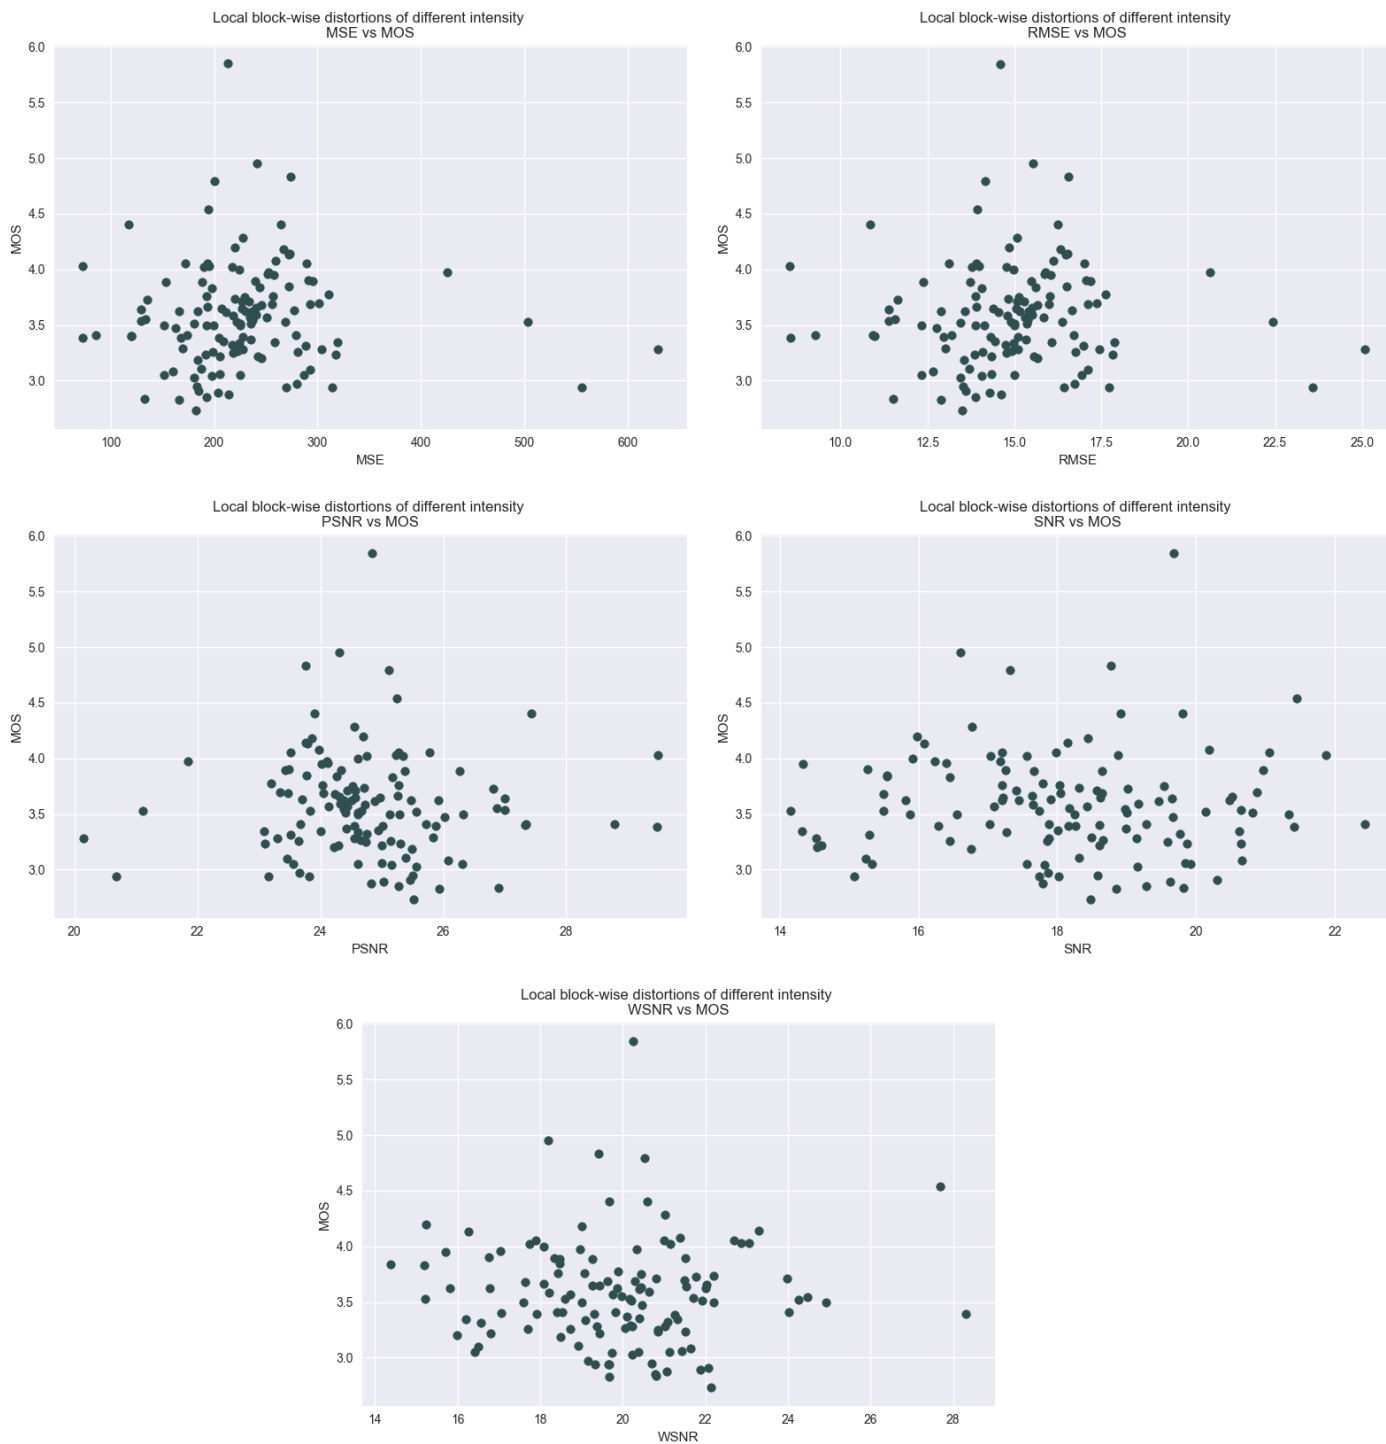 Local block-wise distortions of different intensity
MSE vs MOS
6.0
5.5
5.0
4.5
4.0
3.5
3.0
MOS
100 200 300 400 500 600
MSE
Local block-wise distortions of different intensity
RMSE vs MOS
6.0
5.5
5.0
4.5
4.0
3.5
3.0
MOS
10.0 12.5 15.0 17.5 20.0 22.5 25.0
RMSE
Local block-wise distortions of different intensity
PSNR vs MOS
6.0
5.5
5.0
4.5
4.0
3.5
3.0
MOS
20 22 24 26 28
PSNR
Local block-wise distortions of different intensity
SNR vs MOS
6.0
5.5
5.0
4.5
4.0
3.5
3.0
MOS
14 16 18 20 22
SNR
Local block-wise distortions of different intensity
WSNR vs MOS
6.0
5.5
5.0
4.5
4.0
3.5
3.0
MOS
14 16 18 20 22 24 26 28
WSNR